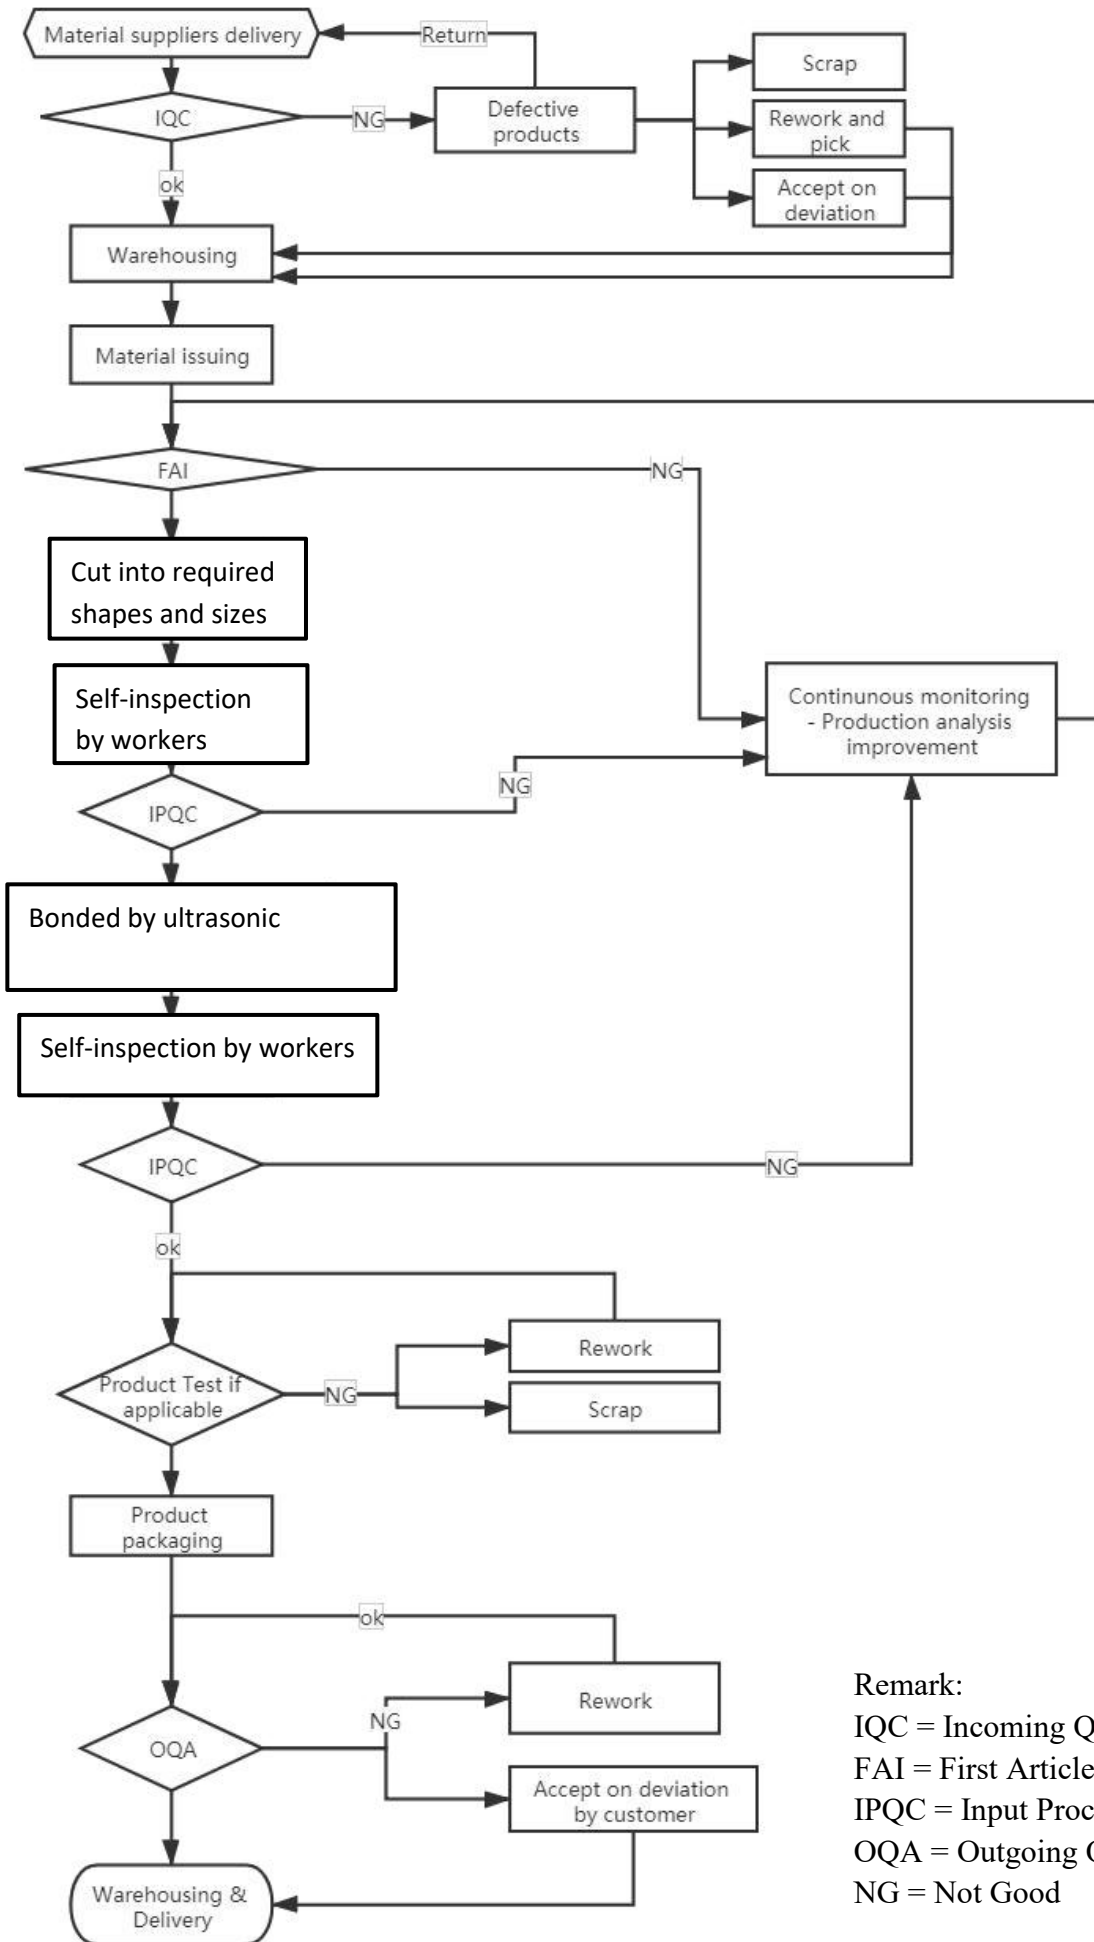 Material suppliers delivery
Return
Scrap
IQC
NG
Defective
products
Rework and
pick
ok
Accept on
deviation
Warehousing
Material issuing
FAI
NG
Cut into required
shapes and sizes
Self-inspection
by workers
Continunous monitoring
- Production analysis
improvement
IPQC
NG
Bonded by ultrasonic
Self-inspection by workers
IPQC
NG
ok
Rework
Product Test if
applicable
NG
Scrap
Product
packaging
ok
Rework
NG
OQA
Accept on deviation
by customer
Warehousing &
Delivery
Remark:
IQC = Incoming
FAI = First Article
IPQC = Input
OQA = Outgoing
NG = Not Good